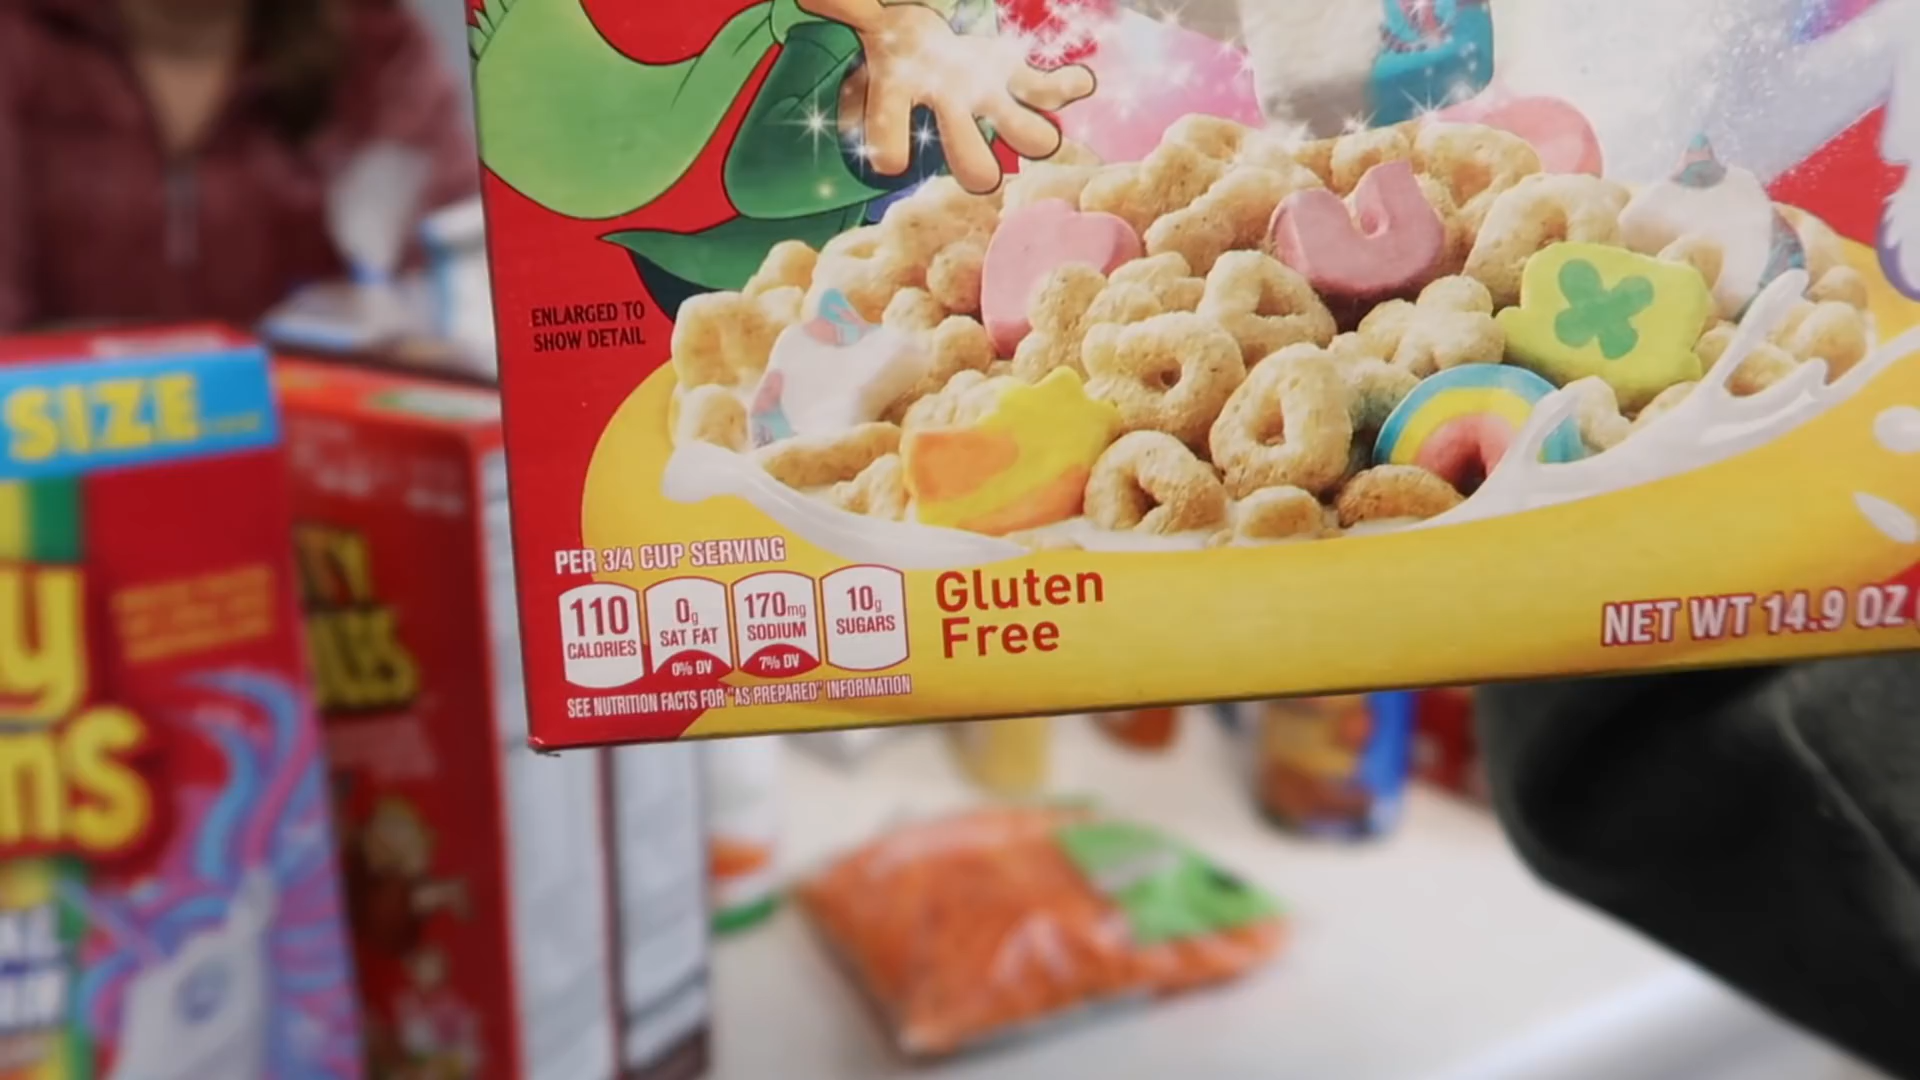 ENLARGED TO
SHOW DETAIL
PER 3/4 CUP SERVING
110
CALORIES
0g
SAT FAT
0% DV
170mg
SODIUM
7% DV
10g
SUGARS
SEE NUTRITION FACTS FOR "AS PREPARED" INFORMATION
Gluten
Free
NET WT 14.9 OZ
SIZE